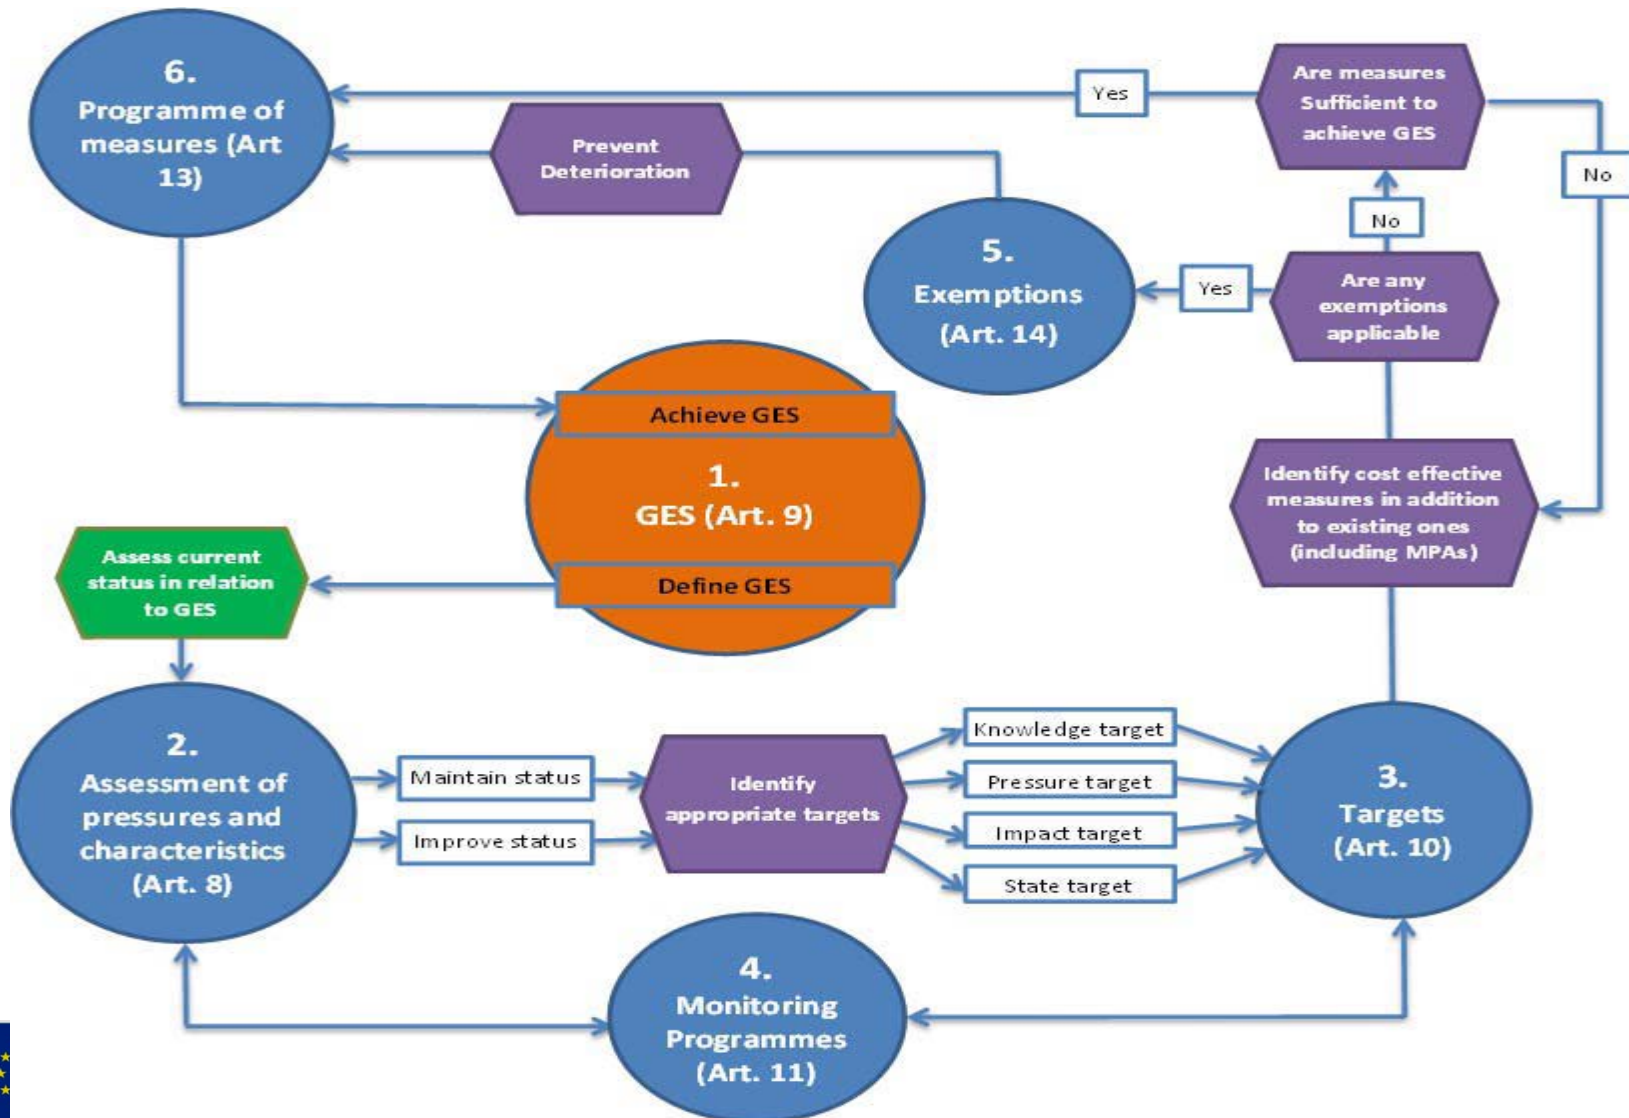 6.
Programme of
measures (Art
13)
Yes
Are measures
Sufficient to
achieve GES
Prevent
Deterioration
No
No
5.
Exemptions
(Art. 14)
Yes
Are any
exemptions
applicable
Achieve GES
1.
GES (Art. 9)
Define GES
Identify cost effective
measures in addition
to existing ones
(including MPAs)
Assess current
status in relation
to GES
2.
Assessment of
pressures and
characteristics
(Art. 8)
Maintain status
Improve status
Identify
appropriate targets
Knowledge target
Pressure target
Impact target
State target
3.
Targets
(Art. 10)
4.
Monitoring
Programmes
(Art. 11)